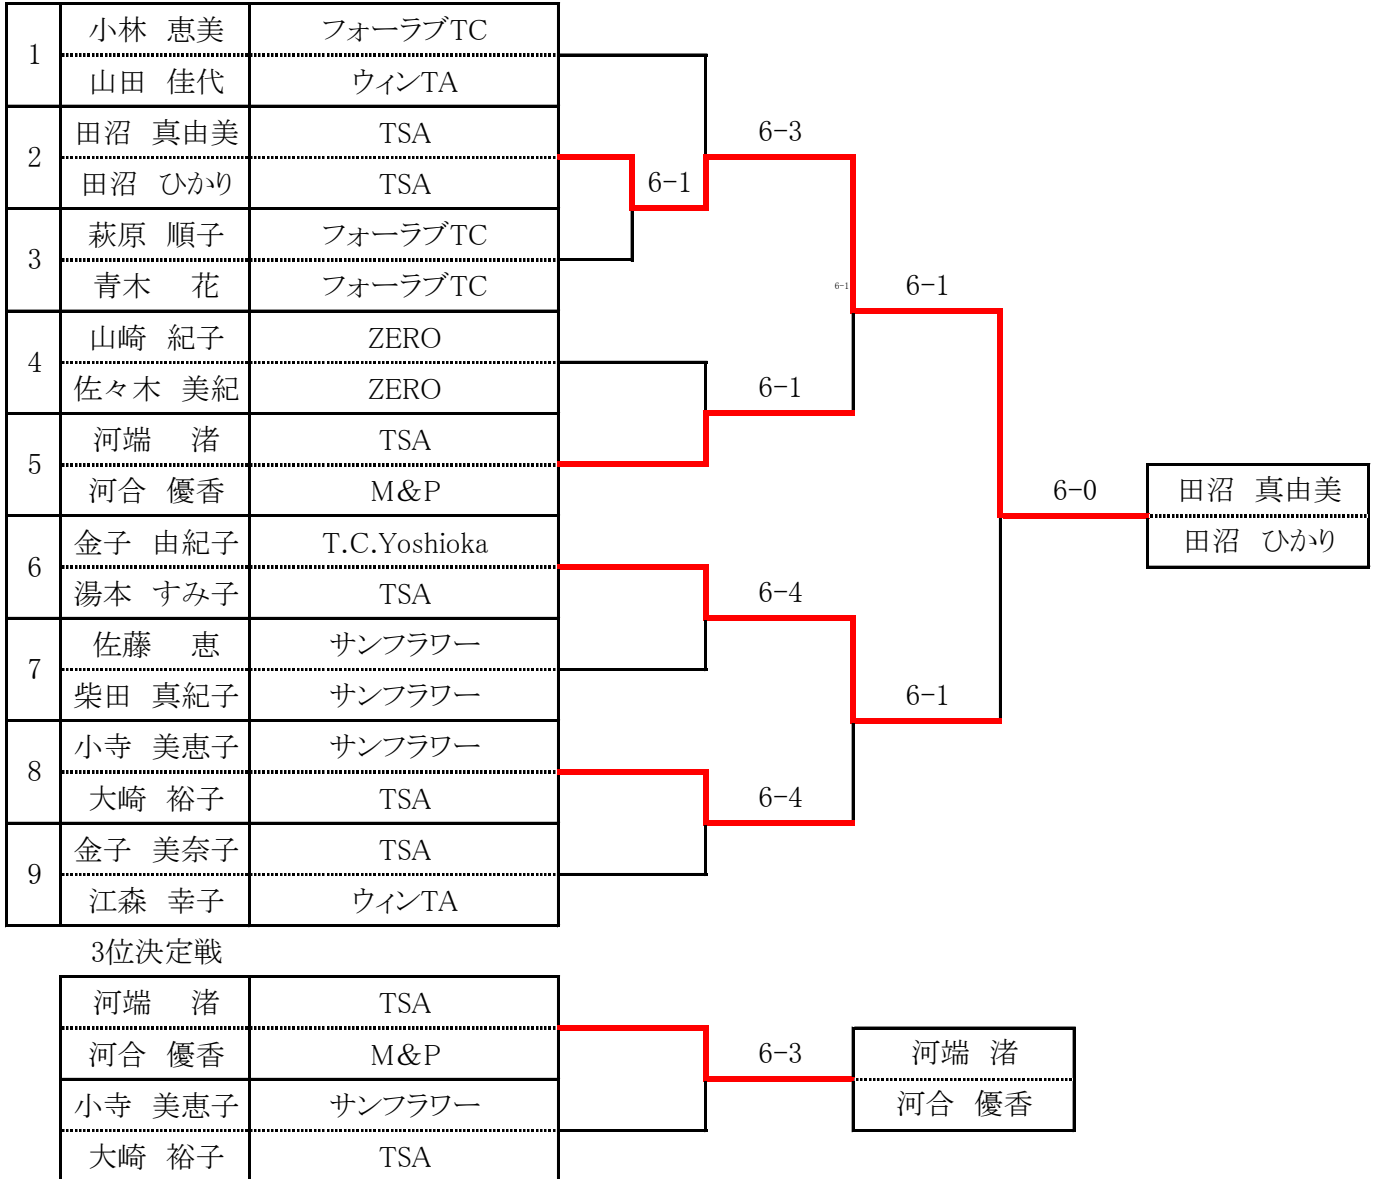 1 小林 恵美 フォーラブTC
山田 佳代 ウィンTA
2 田沼 真由美 TSA 6-3
田沼 ひかり TSA 6-1
3 萩原 順子 フォーラブTC
青木 花 フォーラブTC 6-1 6-1
4 山崎 紀子 ZERO
佐々木 美紀 ZERO 6-1
5 河端 渚 TSA
河合 優香 M&P 6-0 田沼 真由美
田沼 ひかり
6 金子 由紀子 T.C.Yoshioka
湯本 すみ子 TSA 6-4
7 佐藤 恵 サンフラワー
柴田 真紀子 サンフラワー 6-1
8 小寺 美恵子 サンフラワー
大崎 裕子 TSA 6-4
9 金子 美奈子 TSA
江森 幸子 ウィンTA
3位決定戦
河端 渚 TSA
河合 優香 M&P 6-3 河端 渚
小寺 美恵子 サンフラワー 河合 優香
大崎 裕子 TSA